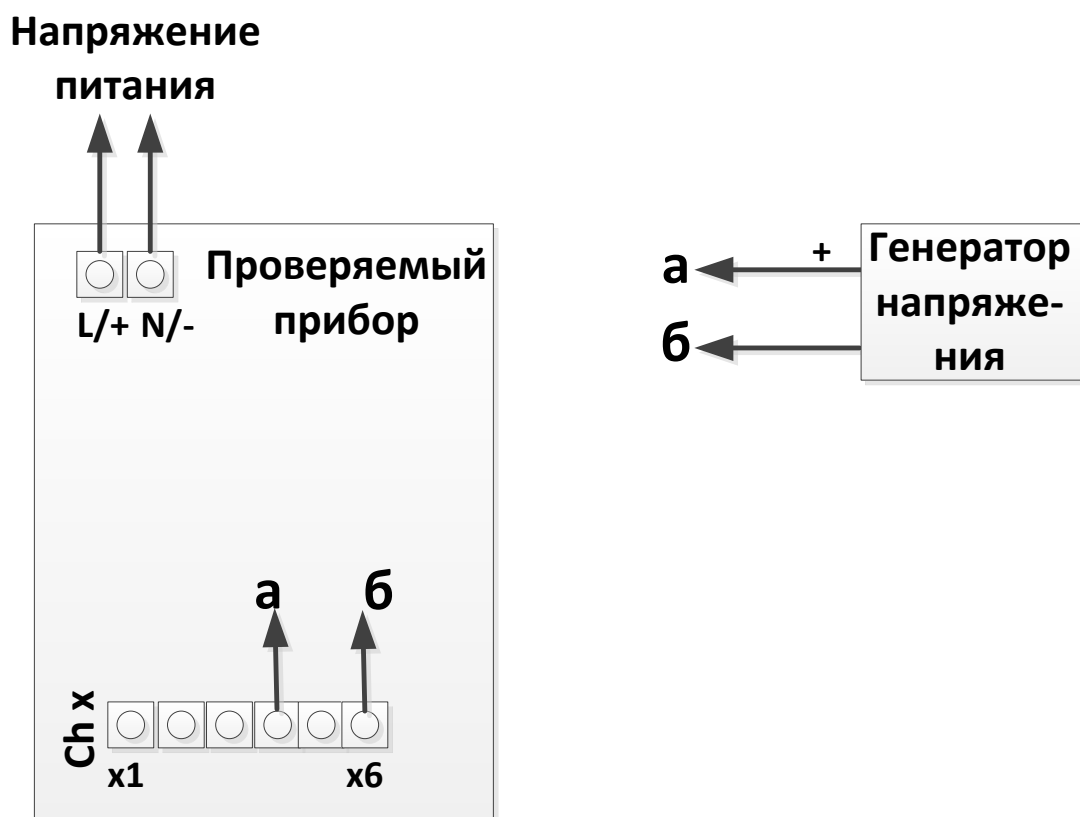 Напряжение
питания
Проверяемый
прибор
L/+ N/-
а
б
Ch x
x1
x6
а
+
б
Генератор
напряже-
ния